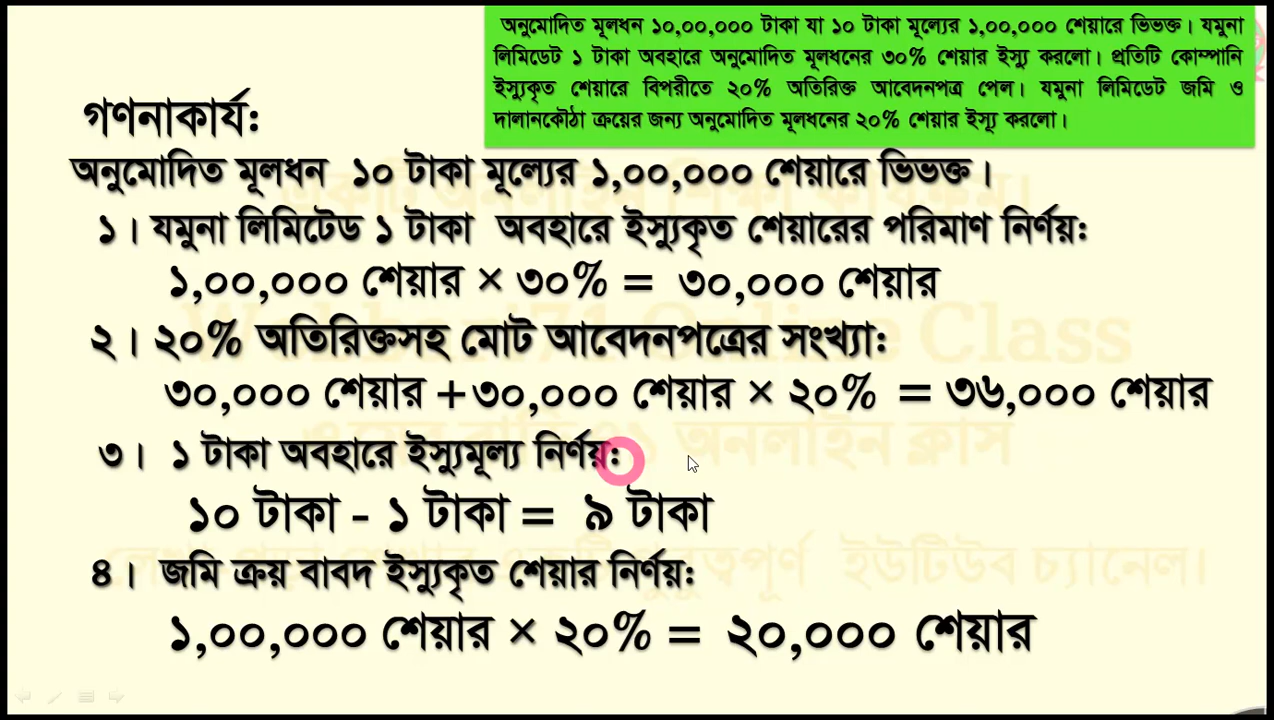 অনুমোদিত মূলধন ১০,০০,০০০ টাকা যা ১০ টাকা মূল্যের ১,০০,০০০ শেয়ারে ভিভক্ত। যমুনা
লিমিডেট ১ টাকা অবহারে অনুমোদিত মূলধনের ৩০% শেয়ার ইস্যু করলো। প্রতিটি কোম্পানি
ইস্যুকৃত শেয়ারে বিপরীতে ২০% অতিরিক্ত আবেদনপত্র পেল। যমুনা লিমিডেট জমি ও
দালানকৌঠা ক্রয়ের জন্য অনুমোদিত মূলধনের ২০% শেয়ার ইস্যূ করলো।
গণনাকার্য:
অনুমোদিত মূলধন ১০ টাকা মূল্যের ১,০০,০০০ শেয়ারে ভিভক্ত।
১। যমুনা লিমিটেড ১ টাকা অবহারে ইস্যুকৃত শেয়ারের পরিমাণ নির্ণয়:
১,০০,০০০ শেয়ার × ৩০% = ৩০,০০০ শেয়ার
২। ২০% অতিরিক্তসহ মোট আবেদনপত্রের সংখ্যা:
৩০,০০০ শেয়ার + ৩০,০০০ শেয়ার × ২০% = ৩৬,০০০ শেয়ার
৩। ১ টাকা অবহারে ইস্যুমূল্য নির্ণয়:
১০ টাকা - ১ টাকা = ৯ টাকা
৪। জমি ক্রয় বাবদ ইস্যুকৃত শেয়ার নির্ণয়:
১,০০,০০০ শেয়ার × ২০% = ২০,০০০ শেয়ার